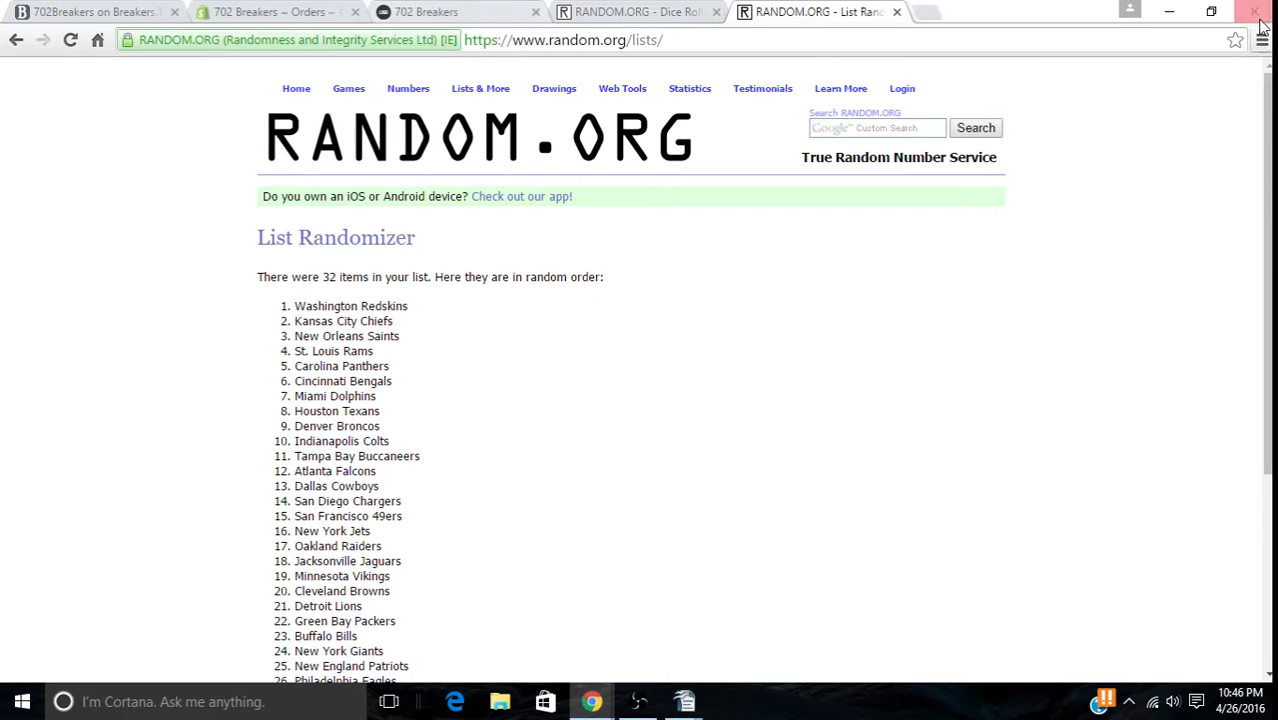 702Breakers on Breakers.T
702 Breakers ~ Orders ~
702 Breakers
RANDOM.ORG - Dice Roll
RANDOM.ORG - List Ran
RANDOM.ORG (Randomness and Integrity Services Ltd) [IE]
https://www.random.org/lists/
Home Games Numbers Lists & More Drawings Web Tools Statistics Testimonials Learn More Login
Search RANDOM.ORG
Google™ Custom Search
Search
RANDOM.ORG
True Random Number Service
Do you own an iOS or Android device? Check out our app!
List Randomizer
There were 32 items in your list. Here they are in random order:
1. Washington Redskins
2. Kansas City Chiefs
3. New Orleans Saints
4. St. Louis Rams
5. Carolina Panthers
6. Cincinnati Bengals
7. Miami Dolphins
8. Houston Texans
9. Denver Broncos
10. Indianapolis Colts
11. Tampa Bay Buccaneers
12. Atlanta Falcons
13. Dallas Cowboys
14. San Diego Chargers
15. San Francisco 49ers
16. New York Jets
17. Oakland Raiders
18. Jacksonville Jaguars
19. Minnesota Vikings
20. Cleveland Browns
21. Detroit Lions
22. Green Bay Packers
23. Buffalo Bills
24. New York Giants
25. New England Patriots
26. Philadelphia Eagles
I'm Cortana. Ask me anything.
10:46 PM
4/26/2016